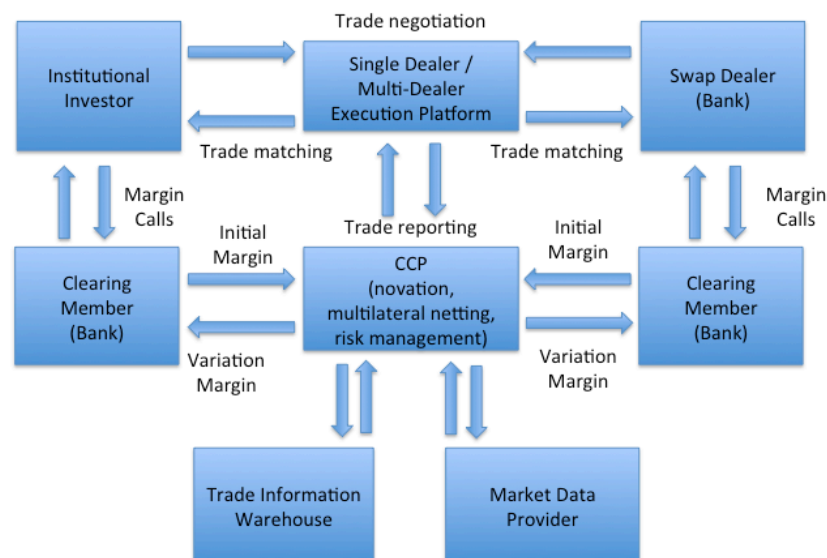 Trade negotiation
Institutional
Investor
Single Dealer /
Multi-Dealer
Execution Platform
Swap Dealer
(Bank)
Trade matching
Trade matching
Margin
Calls
Margin
Calls
Trade reporting
Initial
Margin
Initial
Margin
Clearing
Member
(Bank)
CCP
(novation,
multilateral netting,
risk management)
Clearing
Member
(Bank)
Variation
Margin
Variation
Margin
Trade Information
Warehouse
Market Data
Provider